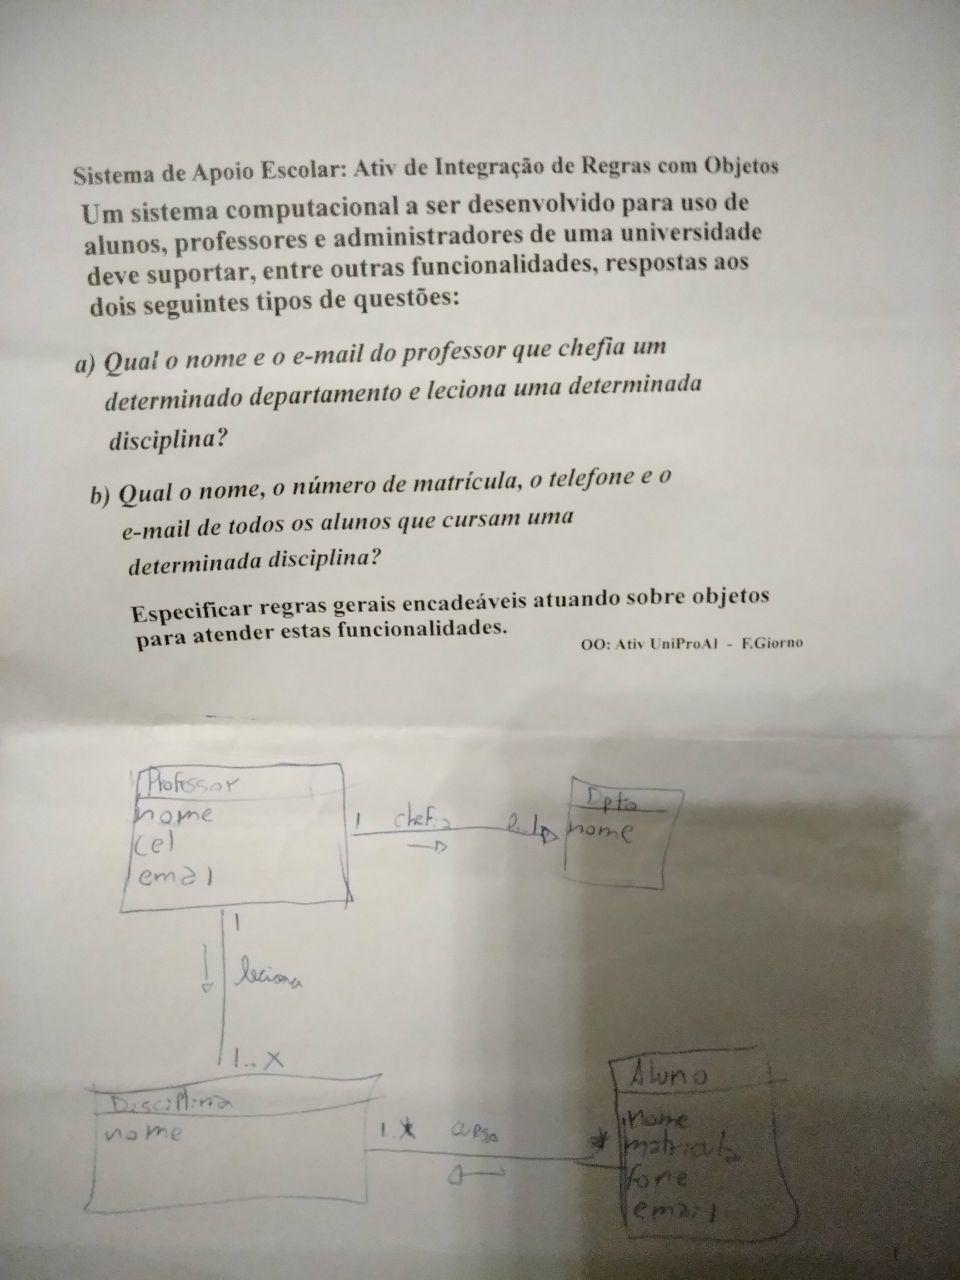 Sistema de Apoio Escolar: Ativ de Integração de Regras com Objetos
Um sistema computacional a ser desenvolvido para uso de
alunos, professores e administradores de uma universidade
deve suportar, entre outras funcionalidades, respostas aos
dois seguintes tipos de questões:
a) Qual o nome e o e-mail do professor que chefia um
determinado departamento e leciona uma determinada
disciplina?
b) Qual o nome, o número de matrícula, o telefone e o
e-mail de todos os alunos que cursam uma
determinada disciplina?
Especificar regras gerais encadeáveis atuando sobre objetos
para atender estas funcionalidades.
OO: Ativ UniProAI - F.Giorno
Professor
nome
cel
email
1 chefia
Dpto
nome
1
leciona
1..*
Disciplina
nome
1.* cursa *
Aluno
nome
matricula
fone
email